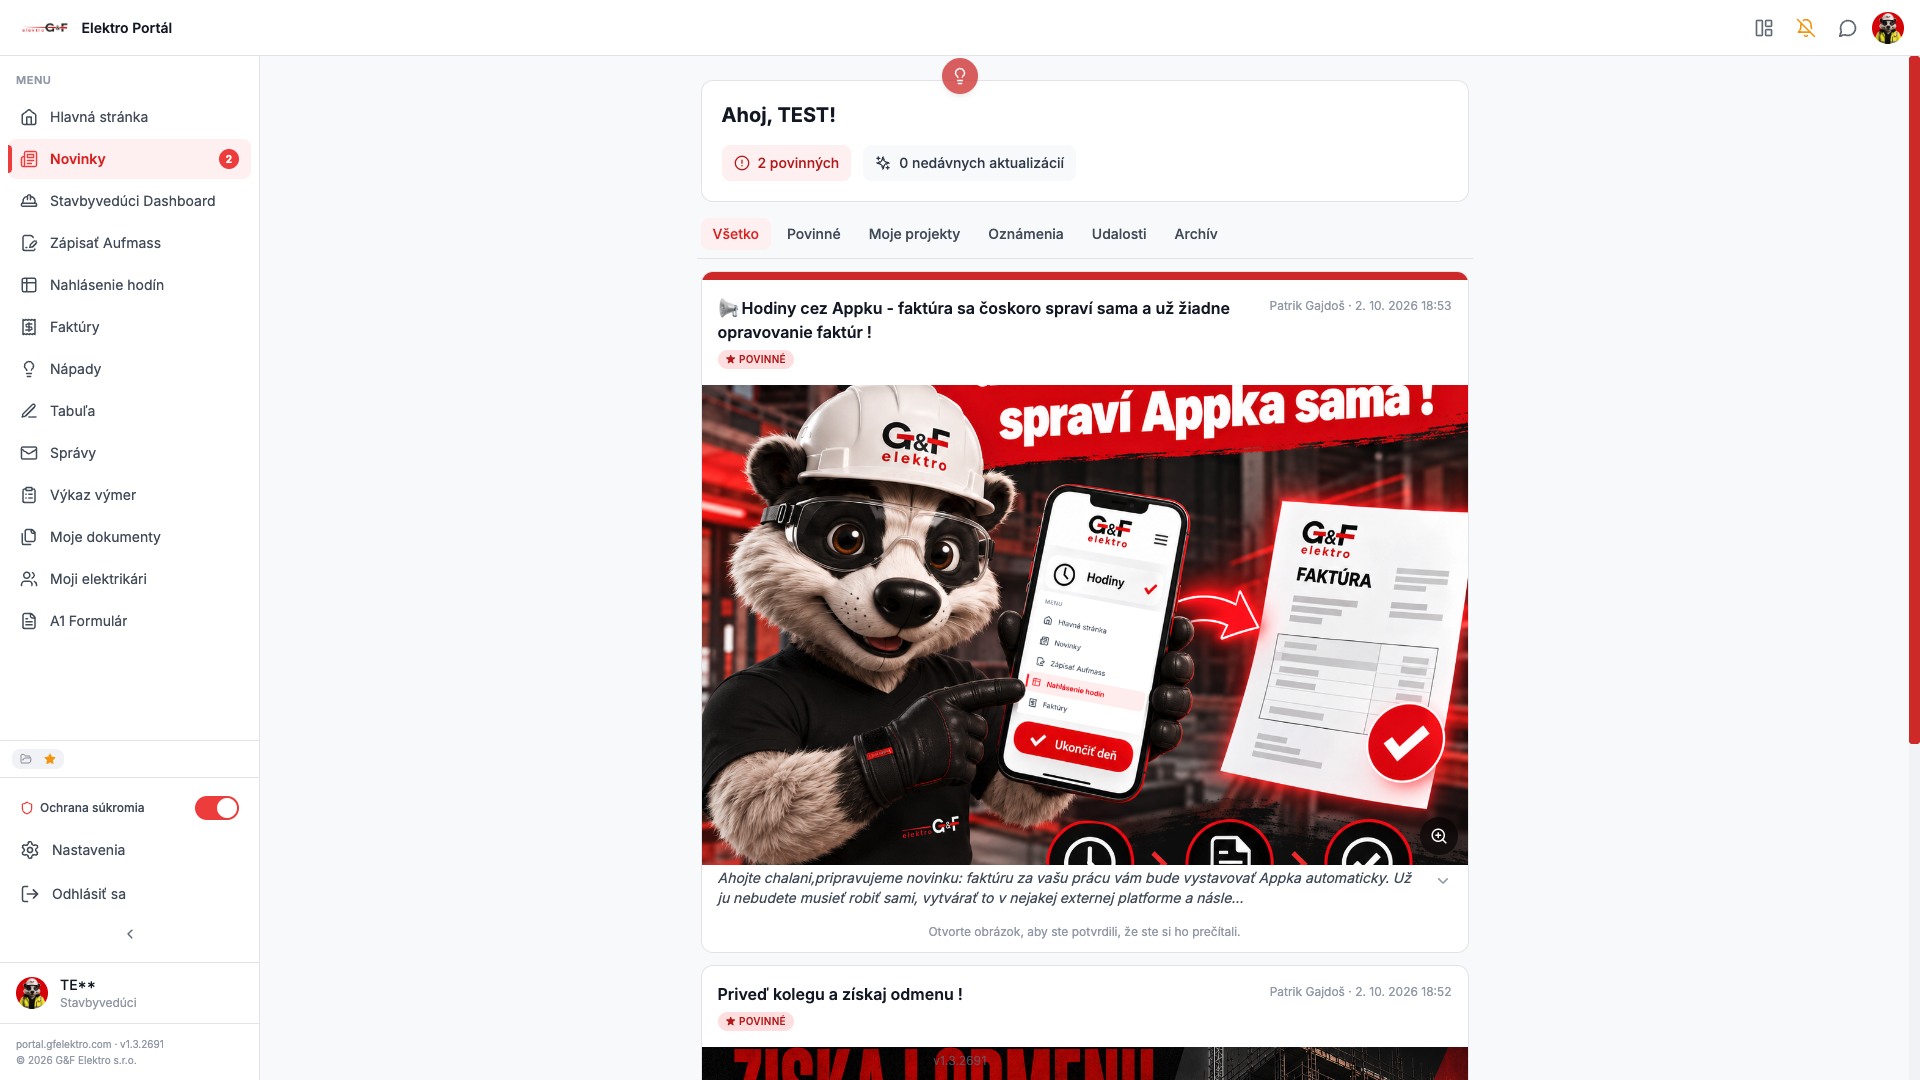 elektro G&F Elektro Portál
MENU
Hlavná stránka
Novinky 2
Stavbyvedúci Dashboard
Zápisať Aufmass
Nahlásenie hodín
Faktúry
Nápady
Tabuľa
Správy
Výkaz výmer
Moje dokumenty
Moji elektrikári
A1 Formulár
Ochrana súkromia
Nastavenia
Odhlásiť sa
TE**
Stavbyvedúci
portal.gfelektro.com · v1.3.2691
© 2026 G&F Elektro s.r.o.
Ahoj, TEST!
2 povinných
0 nedávnych aktualizácií
Všetko Povinné Moje projekty Oznámenia Udalosti Archív
Hodiny cez Appku - faktúra sa čoskoro spraví sama a už žiadne
opravovanie faktúr !
Patrik Gajdoš · 2. 10. 2026 18:53
POVINNÉ
spraví Appka sama !
G&F
elektro
G&F
elektro
Hodiny
MENU
Hlavná stránka
Novinky
Zápisať Aufmass
Nahlásenie hodín
Faktúry
Ukončiť deň
G&F
elektro
FAKTÚRA
elektro G&F
Ahojte chalani,pripravujeme novinku: faktúru za vašu prácu vám bude vystavovať Appka automaticky. Už
ju nebudete musieť robiť sami, vytvárať to v nejakej externej platforme a násle...
Otvorte obrázok, aby ste potvrdili, že ste si ho prečítali.
Priveď kolegu a získaj odmenu !
Patrik Gajdoš · 2. 10. 2026 18:52
POVINNÉ
ZÍSKAJ ODMENU
v1.3.2691